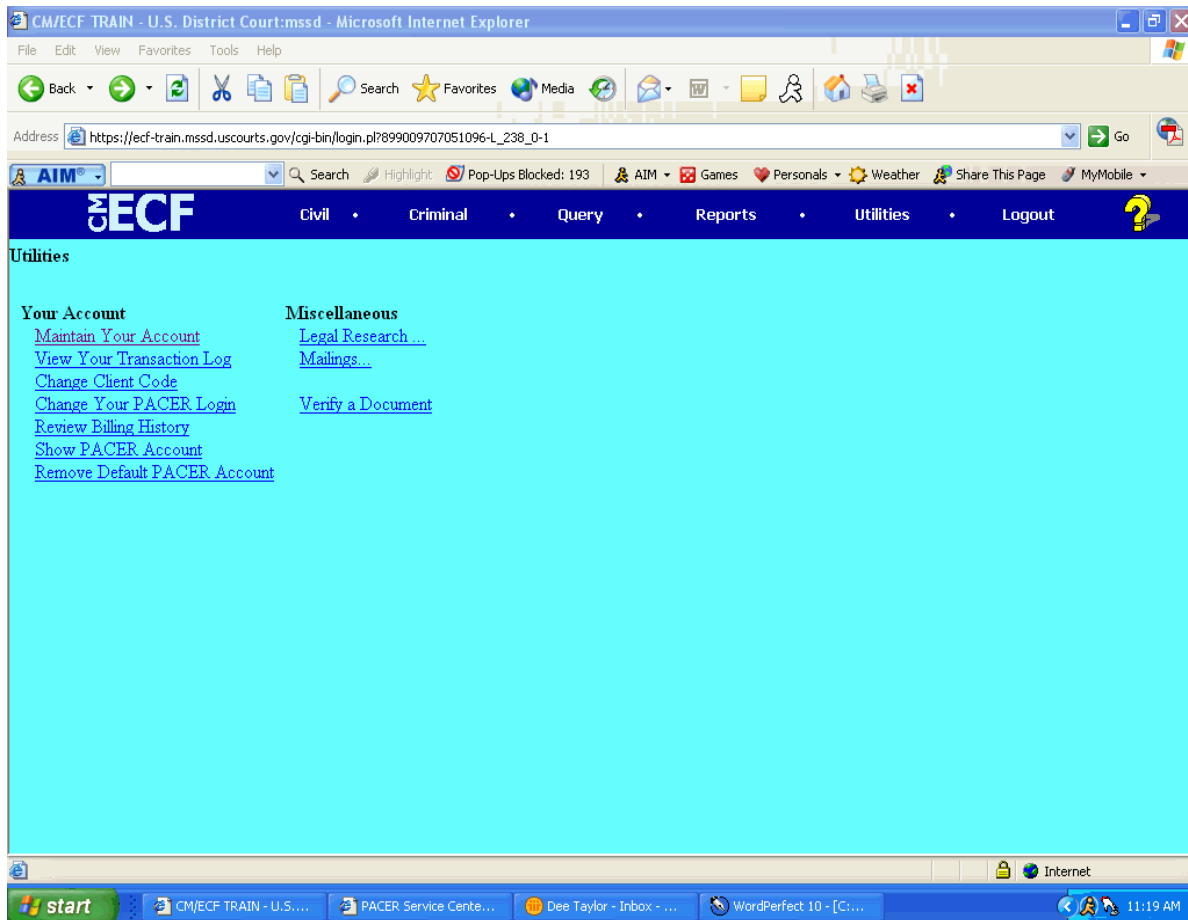 CM/ECF TRAIN - U.S. District Court:mssd - Microsoft Internet Explorer
File Edit View Favorites Tools Help
Back Search Favorites Media
Address https://ecf-train.mssd.uscourts.gov/cgi-bin/login.pl?899009707051096-L_238_0-1 Go
AIM® Search Highlight Pop-Ups Blocked: 193 AIM Games Personals Weather Share This Page MyMobile
CM ECF Civil • Criminal • Query • Reports • Utilities • Logout ?
Utilities
Your Account Miscellaneous
Maintain Your Account Legal Research ...
View Your Transaction Log Mailings...
Change Client Code
Change Your PACER Login Verify a Document
Review Billing History
Show PACER Account
Remove Default PACER Account
Internet
start CM/ECF TRAIN - U.S.... PACER Service Cente... Dee Taylor - Inbox - ... WordPerfect 10 - [C:... 11:19 AM